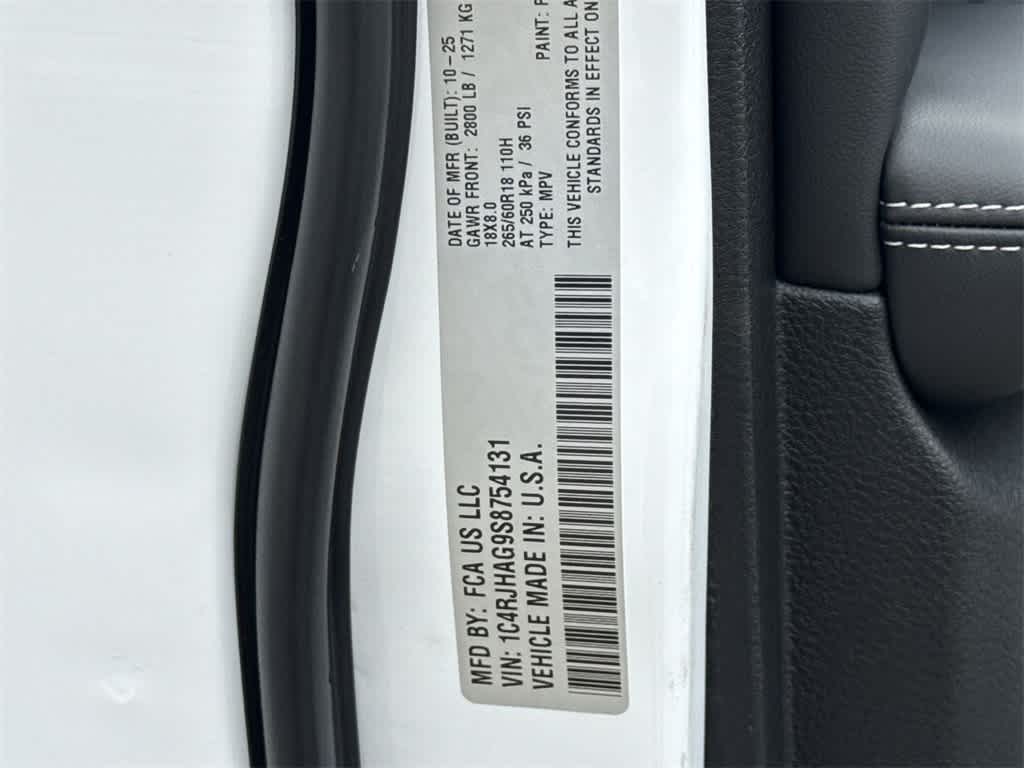 DATE OF MFR (BUILT): 10-25
GAWR FRONT: 2800 LB / 1271 KG
18X8.0
265/60R18 110H
AT 250 kPa / 36 PSI
TYPE: MPV PAINT:
THIS VEHICLE CONFORMS TO ALL
STANDARDS IN EFFECT ON
MFD BY: FCA US LLC
VIN: 1C4RJHAG9S8754131
VEHICLE MADE IN: U.S.A.